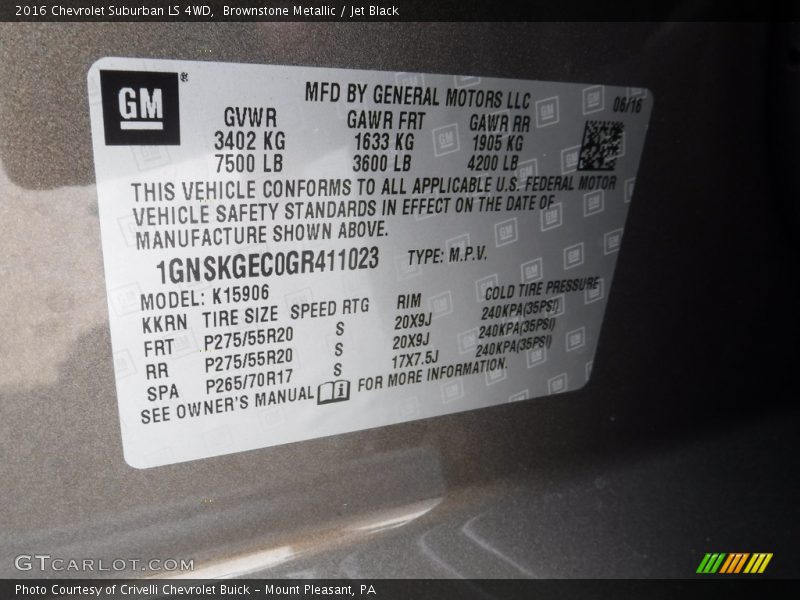 2016 Chevrolet Suburban LS 4WD, Brownstone Metallic / Jet Black
GM ®
MFD BY GENERAL MOTORS LLC 06/16
GVWR GAWR FRT GAWR RR
3402 KG 1633 KG 1905 KG
7500 LB 3600 LB 4200 LB
THIS VEHICLE CONFORMS TO ALL APPLICABLE U.S. FEDERAL MOTOR
VEHICLE SAFETY STANDARDS IN EFFECT ON THE DATE OF
MANUFACTURE SHOWN ABOVE.
1GNSKGEC0GR411023 TYPE: M.P.V.
MODEL: K15906
KKRN TIRE SIZE SPEED RTG RIM COLD TIRE PRESSURE
FRT P275/55R20 S 20X9J 240KPA(35PSI)
RR P275/55R20 S 20X9J 240KPA(35PSI)
SPA P265/70R17 S 17X7.5J 240KPA(35PSI)
SEE OWNER'S MANUAL i FOR MORE INFORMATION.
GTCARLOT.COM
Photo Courtesy of Crivelli Chevrolet Buick - Mount Pleasant, PA